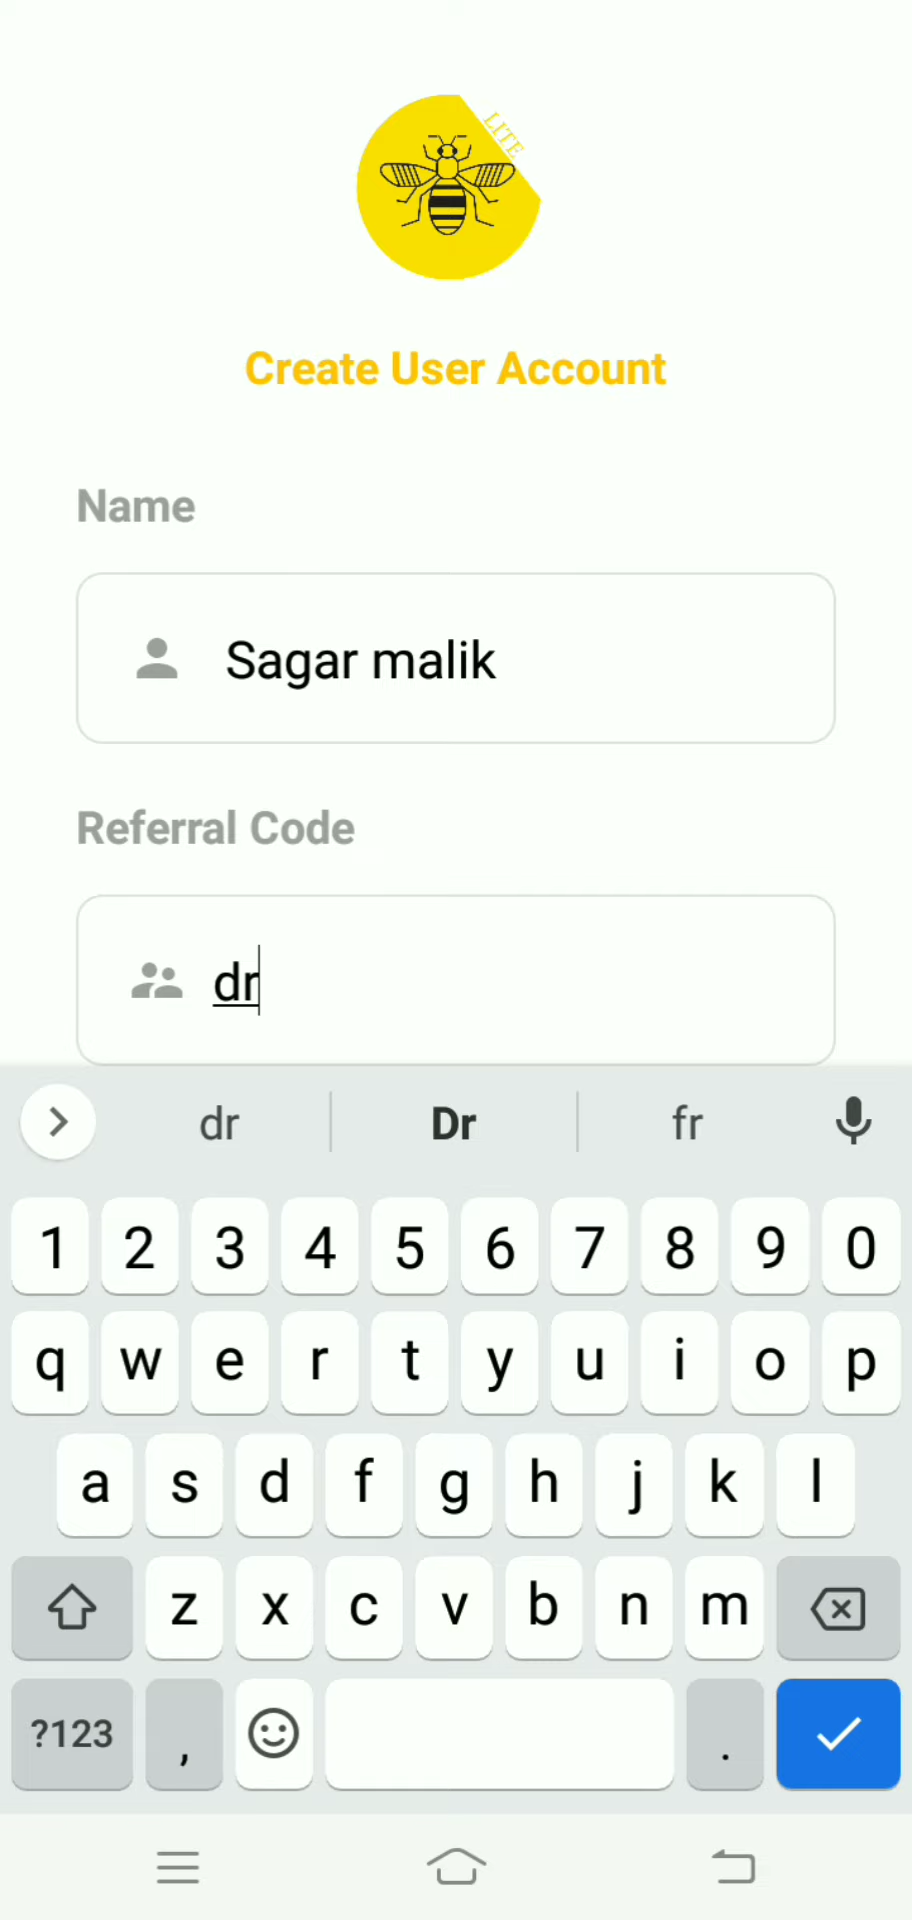 LITE
Create User Account
Name
Sagar malik
Referral Code
dr
dr Dr fr
1 2 3 4 5 6 7 8 9 0
q w e r t y u i o p
a s d f g h j k l
z x c v b n m
?123 , .